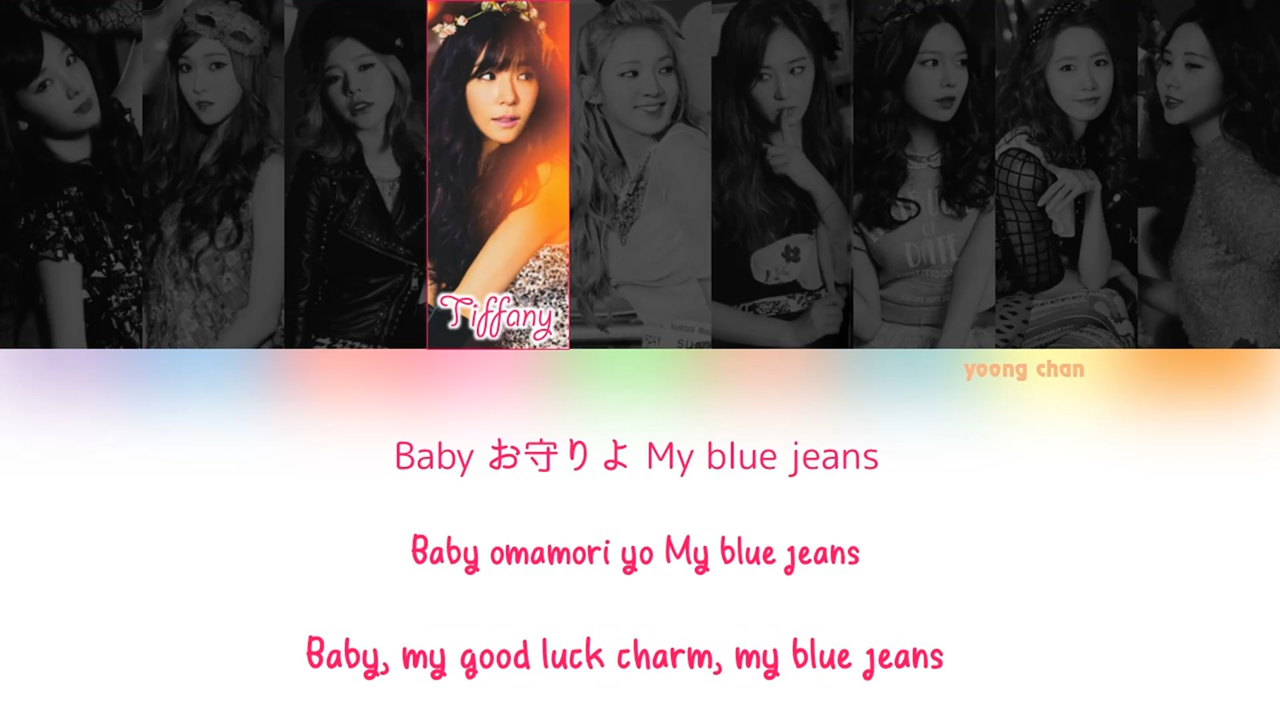 Tiffany
yoong chan
Baby お守りよ My blue jeans
Baby omamori yo My blue jeans
Baby, my good luck charm, my blue jeans